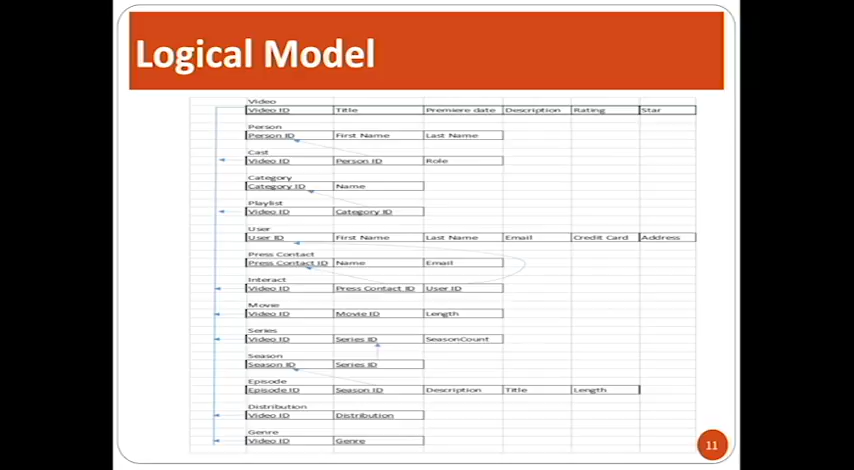 Logical Model
Video
Video ID Title Premiere date Description Rating Star
Person
Person ID First Name Last Name
Cast
Video ID Person ID Role
Category
Category ID Name
Playlist
Video ID Category ID
User
User ID First Name Last Name Email Credit Card Address
Press Contact
Press Contact ID Name Email
Interact
Video ID Press Contact ID User ID
Movie
Video ID Movie ID Length
Series
Video ID Series ID SeasonCount
Season
Season ID Series ID
Episode
Episode ID Season ID Description Title Length
Distribution
Video ID Distribution
Genre
Video ID Genre
11